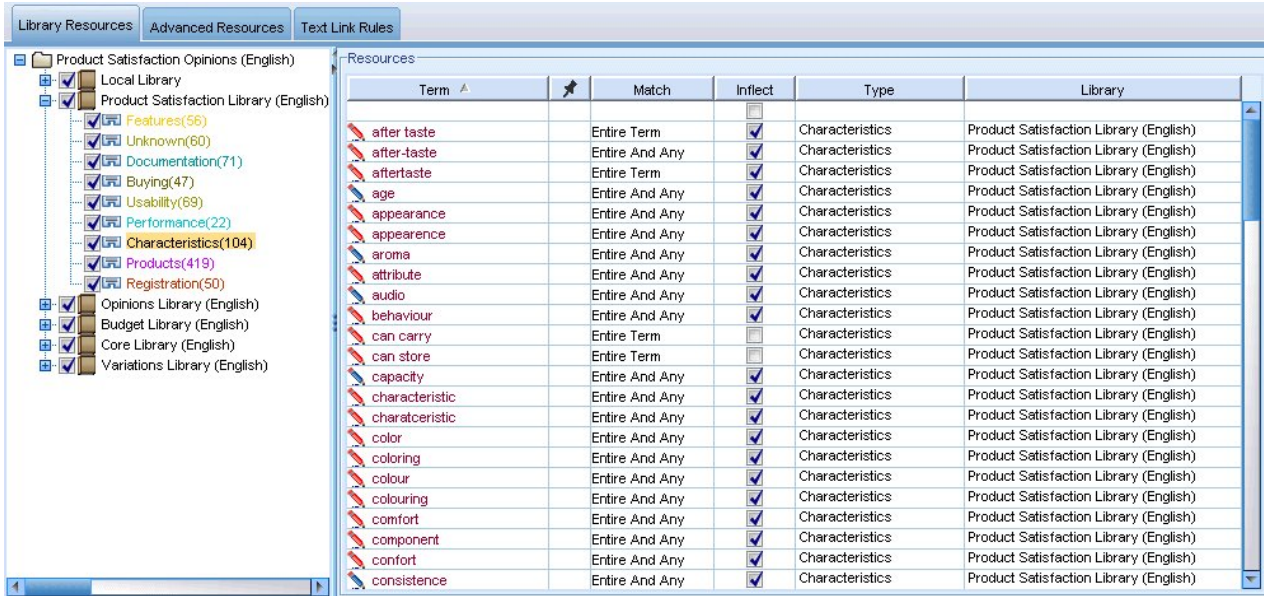 Library Resources Advanced Resources Text Link Rules
Product Satisfaction Opinions (English)
Local Library
Product Satisfaction Library (English)
Features(56)
Unknown(60)
Documentation(71)
Buying(47)
Usability(69)
Performance(22)
Characteristics(104)
Products(419)
Registration(50)
Opinions Library (English)
Budget Library (English)
Core Library (English)
Variations Library (English)
Resources
Term Match Inflect Type Library
after taste Entire Term Characteristics Product Satisfaction Library (English)
after-taste Entire And Any Characteristics Product Satisfaction Library (English)
aftertaste Entire Term Characteristics Product Satisfaction Library (English)
age Entire And Any Characteristics Product Satisfaction Library (English)
appearance Entire And Any Characteristics Product Satisfaction Library (English)
appearence Entire And Any Characteristics Product Satisfaction Library (English)
aroma Entire And Any Characteristics Product Satisfaction Library (English)
attribute Entire And Any Characteristics Product Satisfaction Library (English)
audio Entire And Any Characteristics Product Satisfaction Library (English)
behaviour Entire And Any Characteristics Product Satisfaction Library (English)
can carry Entire Term Characteristics Product Satisfaction Library (English)
can store Entire Term Characteristics Product Satisfaction Library (English)
capacity Entire And Any Characteristics Product Satisfaction Library (English)
characteristic Entire And Any Characteristics Product Satisfaction Library (English)
charatceristic Entire And Any Characteristics Product Satisfaction Library (English)
color Entire And Any Characteristics Product Satisfaction Library (English)
coloring Entire And Any Characteristics Product Satisfaction Library (English)
colour Entire And Any Characteristics Product Satisfaction Library (English)
colouring Entire And Any Characteristics Product Satisfaction Library (English)
comfort Entire And Any Characteristics Product Satisfaction Library (English)
component Entire And Any Characteristics Product Satisfaction Library (English)
confort Entire And Any Characteristics Product Satisfaction Library (English)
consistence Entire And Any Characteristics Product Satisfaction Library (English)